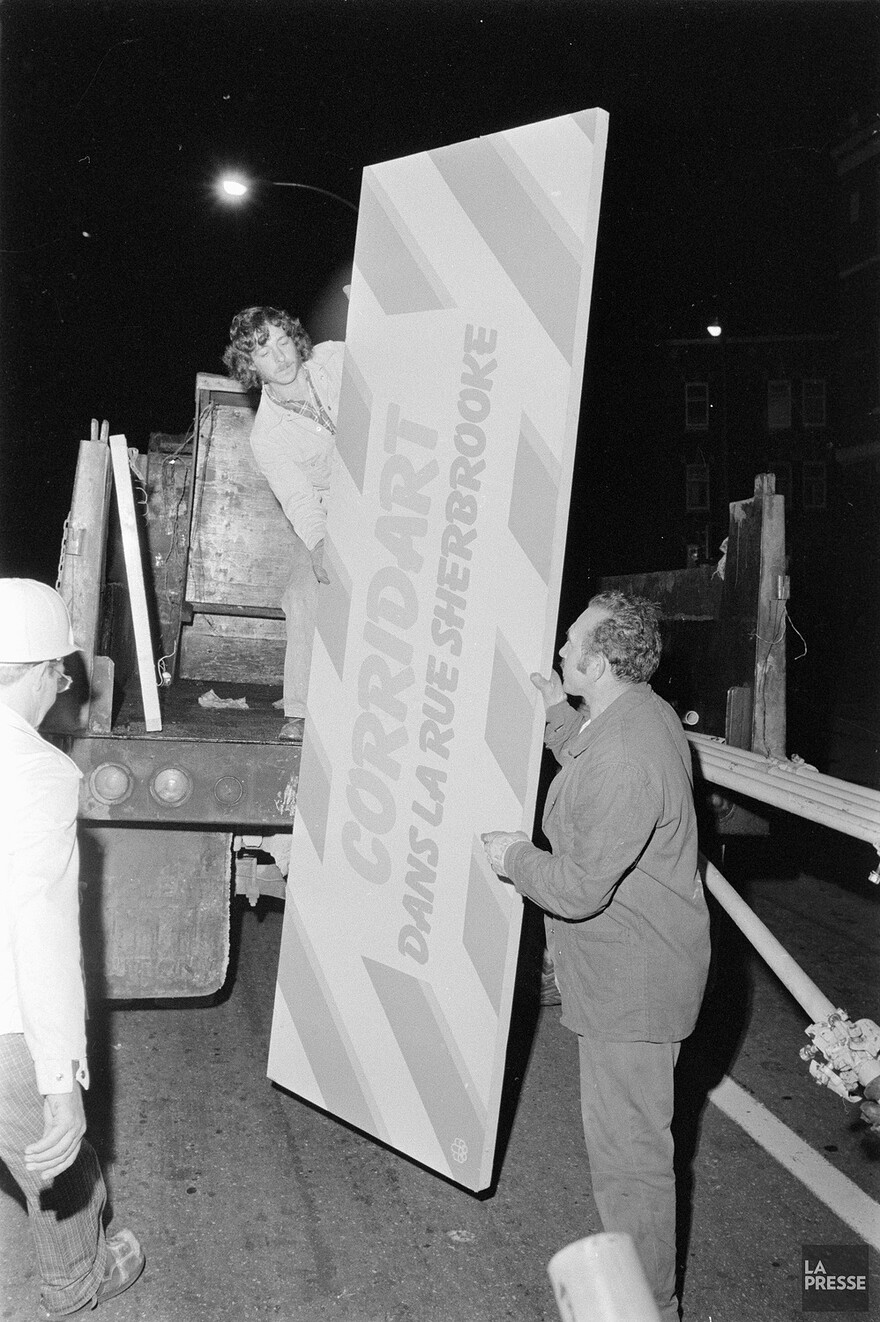 CORRIDART
DANS LA RUE SHERBROOKE
LA
PRESSE